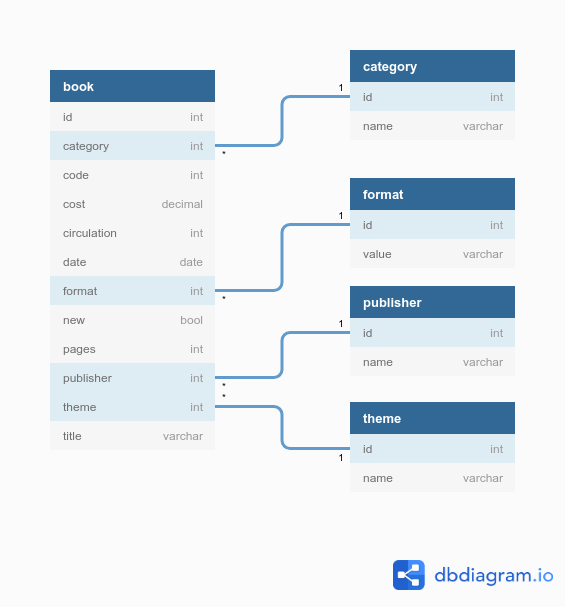 book
id int
category int
code int
cost decimal
circulation int
date date
format int
new bool
pages int
publisher int
theme int
title varchar
*
*
*
*
1
category
id int
name varchar
1
format
id int
value varchar
1
publisher
id int
name varchar
theme
id int
1
name varchar
dbdiagram.io